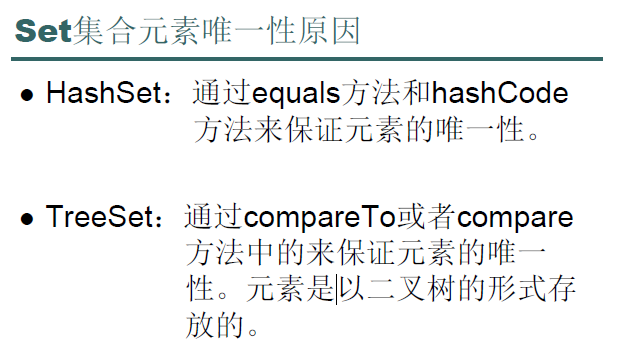 Set集合元素唯一性原因
● HashSet：通过equals方法和hashCode
方法来保证元素的唯一性。
● TreeSet：通过compareTo或者compare
方法中的来保证元素的唯一
性。元素是以二叉树的形式存
放的。